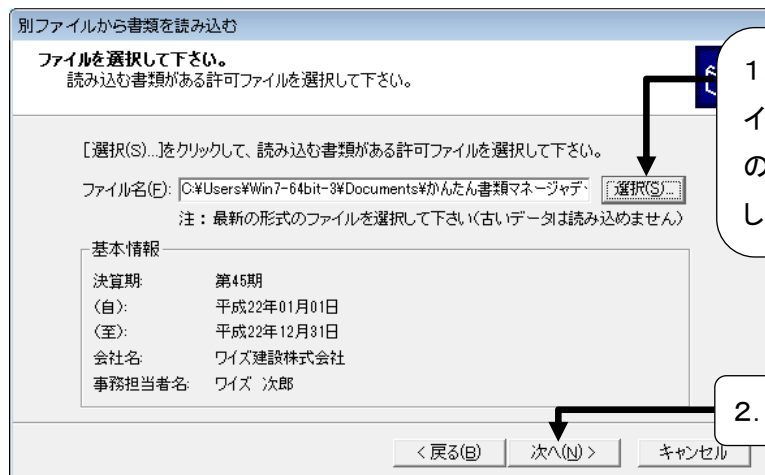 別ファイルから書類を読み込む
ファイルを選択して下さい。
読み込む書類がある許可ファイルを選択して下さい。
1
イ
の
し
[選択(S)...]をクリックして、読み込む書類がある許可ファイルを選択して下さい。
ファイル名(F): C:¥Users¥Win7-64bit-3¥Documents¥かんたん書類マネージャデ 選択(S)...
注：最新の形式のファイルを選択して下さい(古いデータは読み込めません)
基本情報
決算期: 第45期
(自): 平成22年01月01日
(至): 平成22年12月31日
会社名: ワイズ建設株式会社
事務担当者名: ワイズ 次郎
2.
< 戻る(B) 次へ(N) > キャンセル